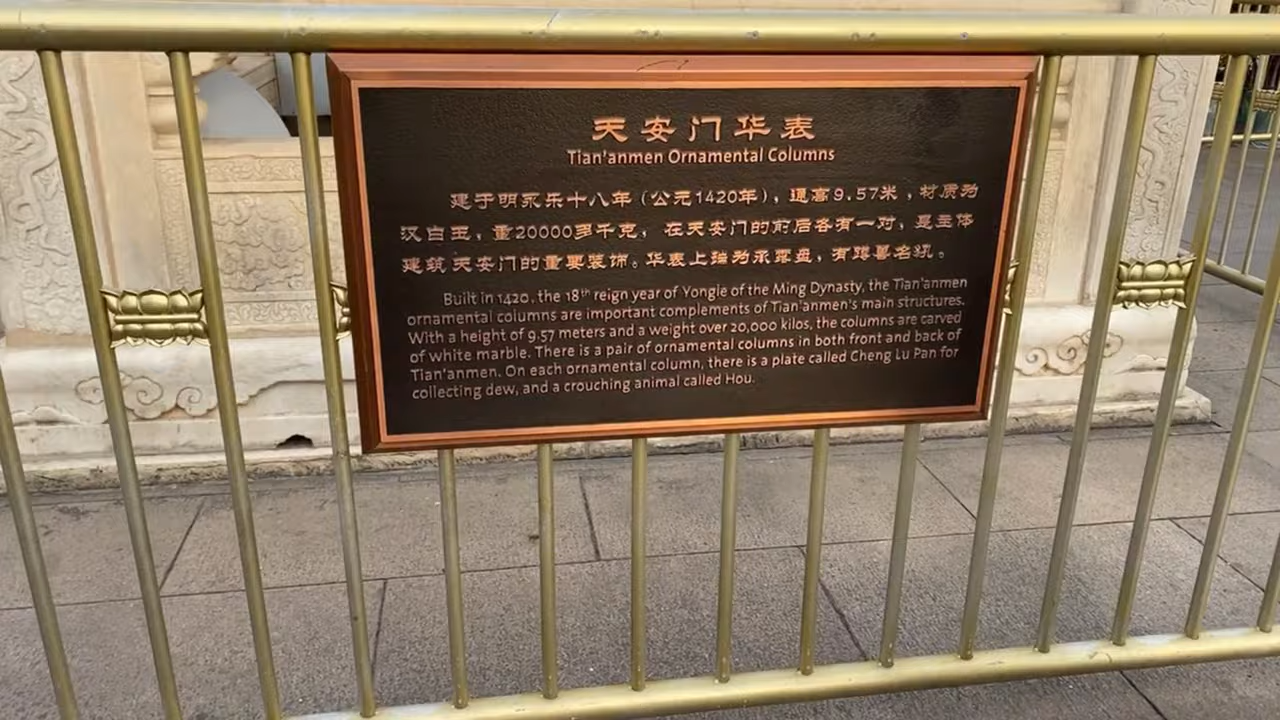 天安门华表
Tian'anmen Ornamental Columns
建于明永乐十八年（公元1420年），通高9.57米，材质为
汉白玉，重20000多千克，在天安门的前后各有一对，是主体
建筑天安门的重要装饰。华表上端为承露盘，有蹲兽名犼。
Built in 1420, the 18th reign year of Yongle of the Ming Dynasty, the Tian'anmen
ornamental columns are important complements of Tian'anmen's main structures.
With a height of 9.57 meters and a weight over 20,000 kilos, the columns are carved
of white marble. There is a pair of ornamental columns in both front and back of
Tian'anmen. On each ornamental column, there is a plate called Cheng Lu Pan for
collecting dew, and a crouching animal called Hou.